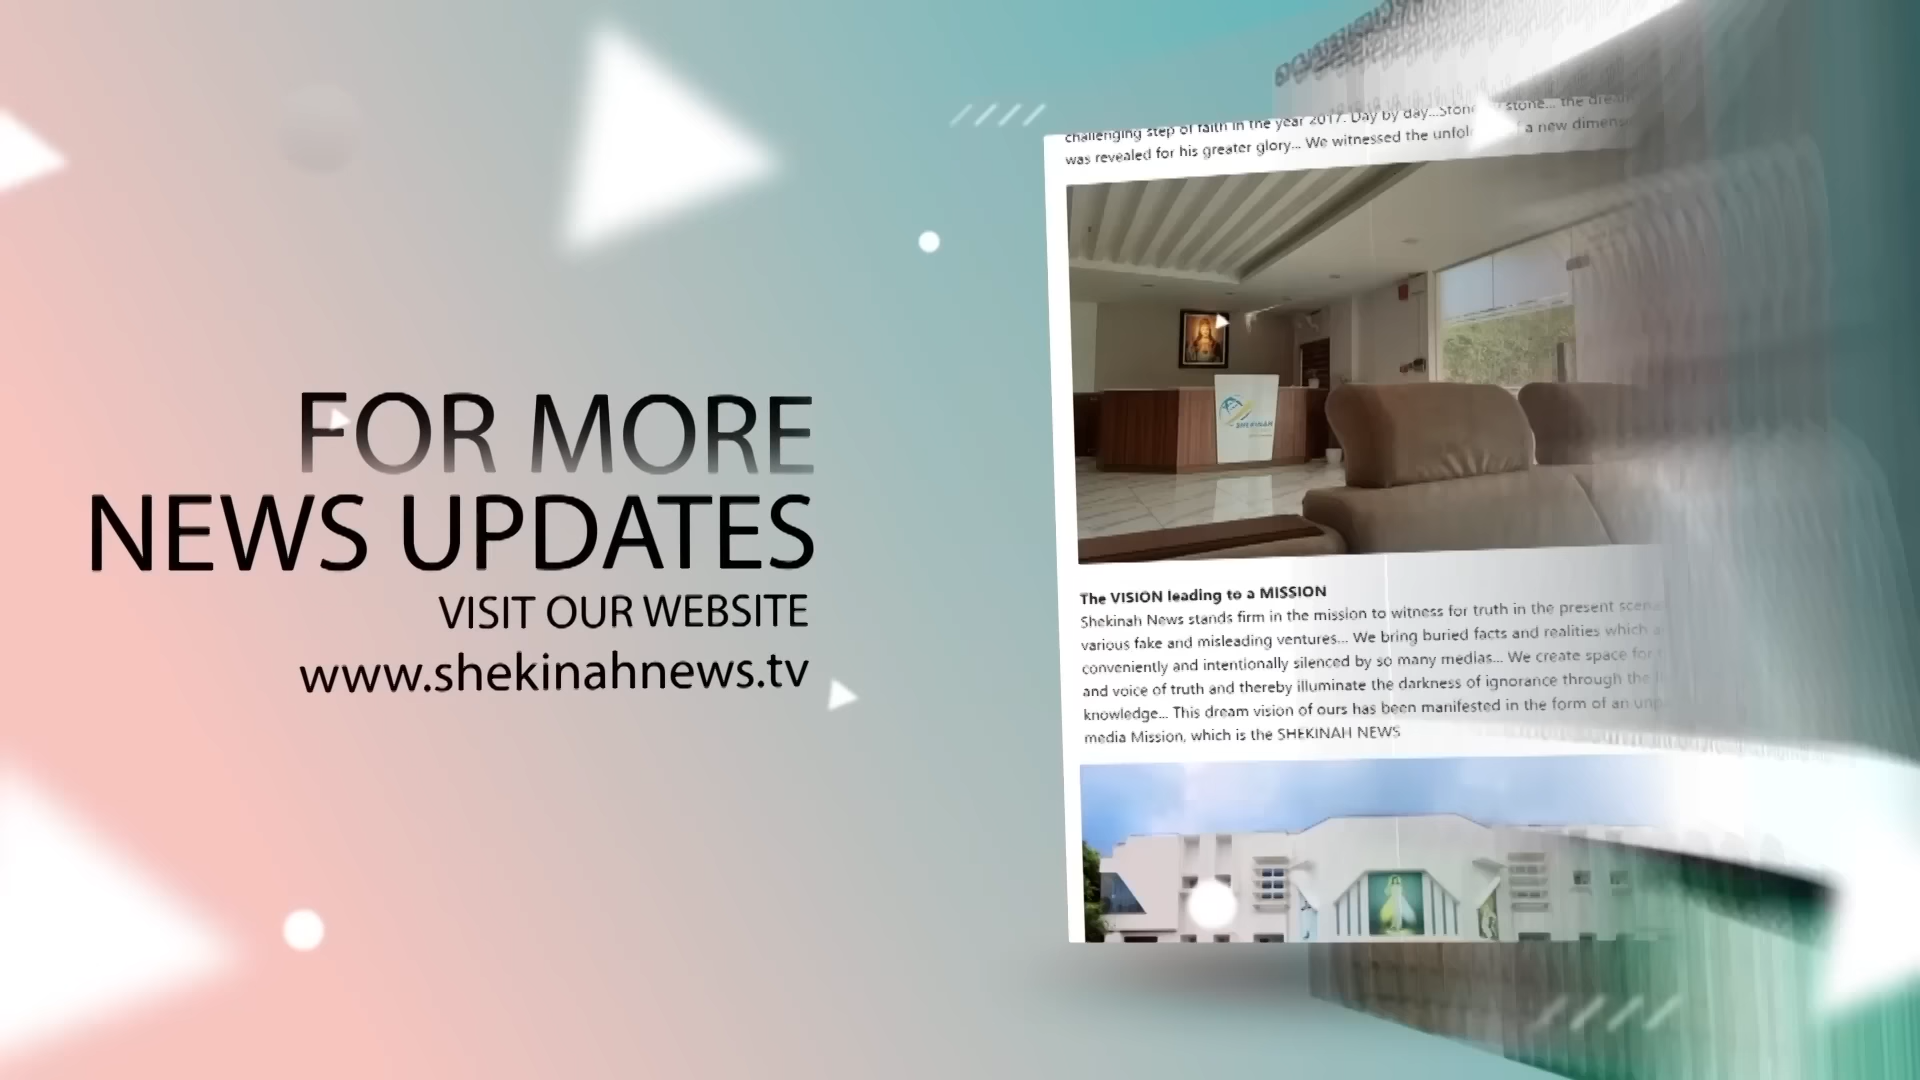 FOR MORE
NEWS UPDATES
VISIT OUR WEBSITE
www.shekinahnews.tv
challenging step of faith in the year 2017. Day by day...Stone stone... the
was revealed for his greater glory... We witnessed the a new
SHEKINAH
The VISION leading to a MISSION
Shekinah News stands firm in the mission to witness for truth in the present
various fake and misleading ventures... We bring buried facts and realities which
conveniently and intentionally silenced by so many medias... We create space for
and voice of truth and thereby illuminate the darkness of ignorance through the
knowledge... This dream vision of ours has been manifested in the form of an
media Mission, which is the SHEKINAH NEWS